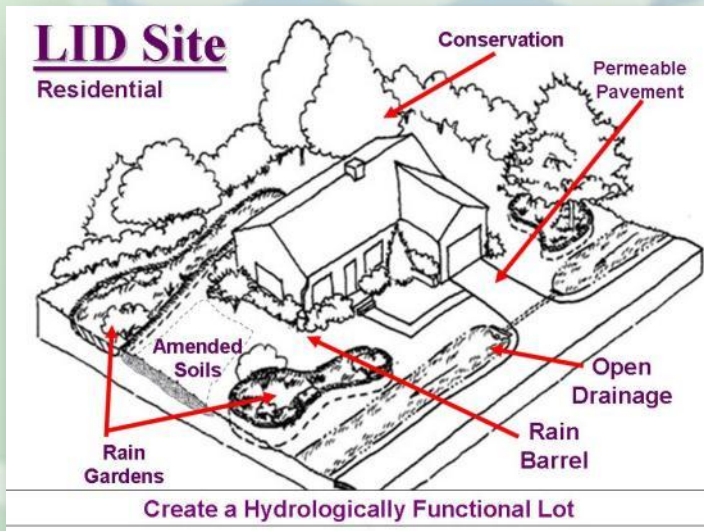 LID Site
Residential
Conservation
Permeable
Pavement
Amended
Soils
Open
Drainage
Rain
Barrel
Rain
Gardens
Create a Hydrologically Functional Lot